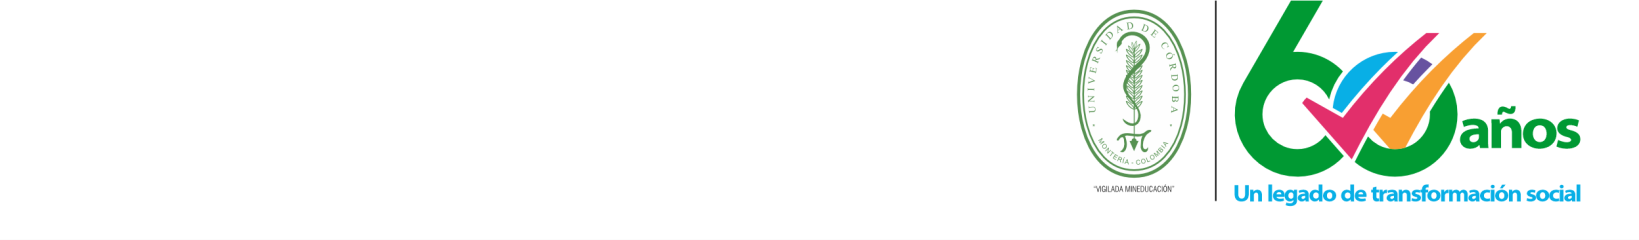 UNIVERSIDAD DE CÓRDOBA
MONTERÍA - COLOMBIA
"VIGILADA MINEDUCACIÓN"
60 años
Un legado de transformación social